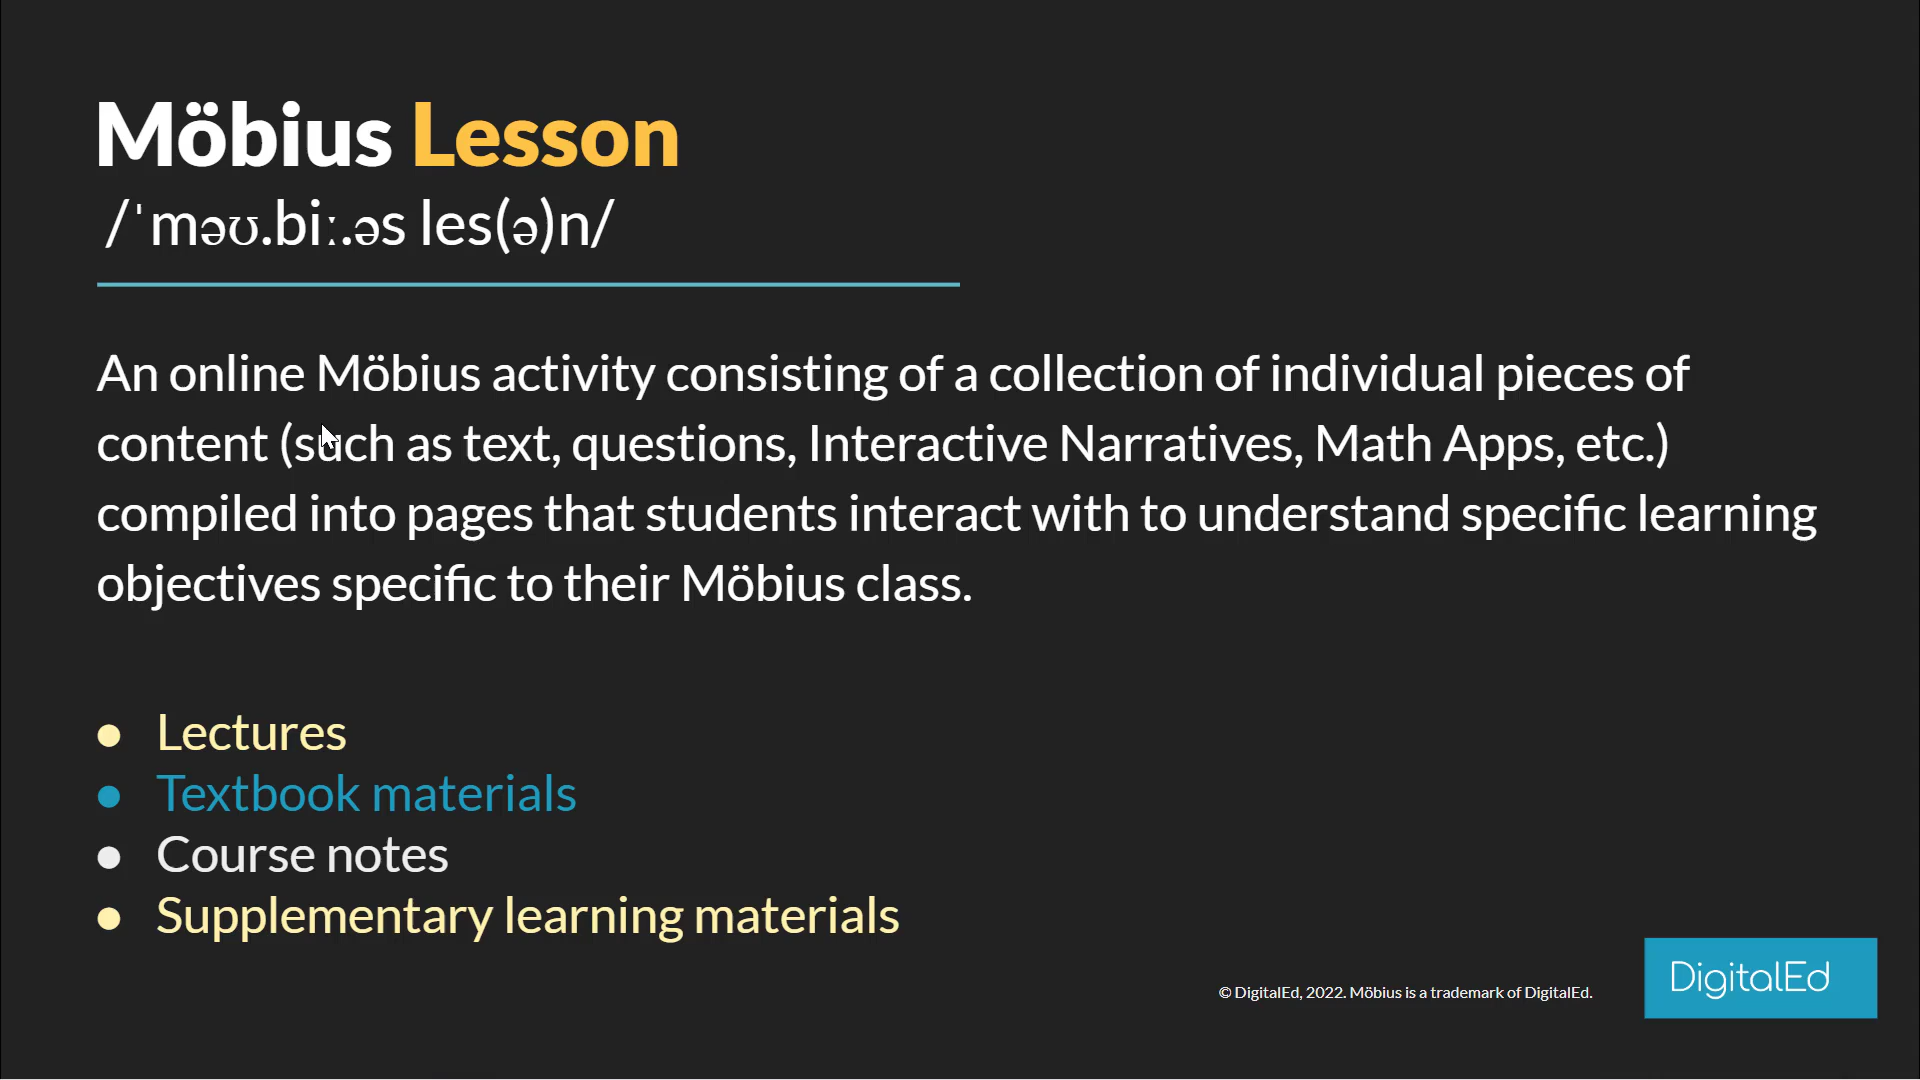 Möbius Lesson
/ˈməʊ.biː.əs les(ə)n/
An online Möbius activity consisting of a collection of individual pieces of
content (such as text, questions, Interactive Narratives, Math Apps, etc.)
compiled into pages that students interact with to understand specific learning
objectives specific to their Möbius class.
● Lectures
● Textbook materials
● Course notes
● Supplementary learning materials
© DigitalEd, 2022. Möbius is a trademark of DigitalEd.
DigitalEd